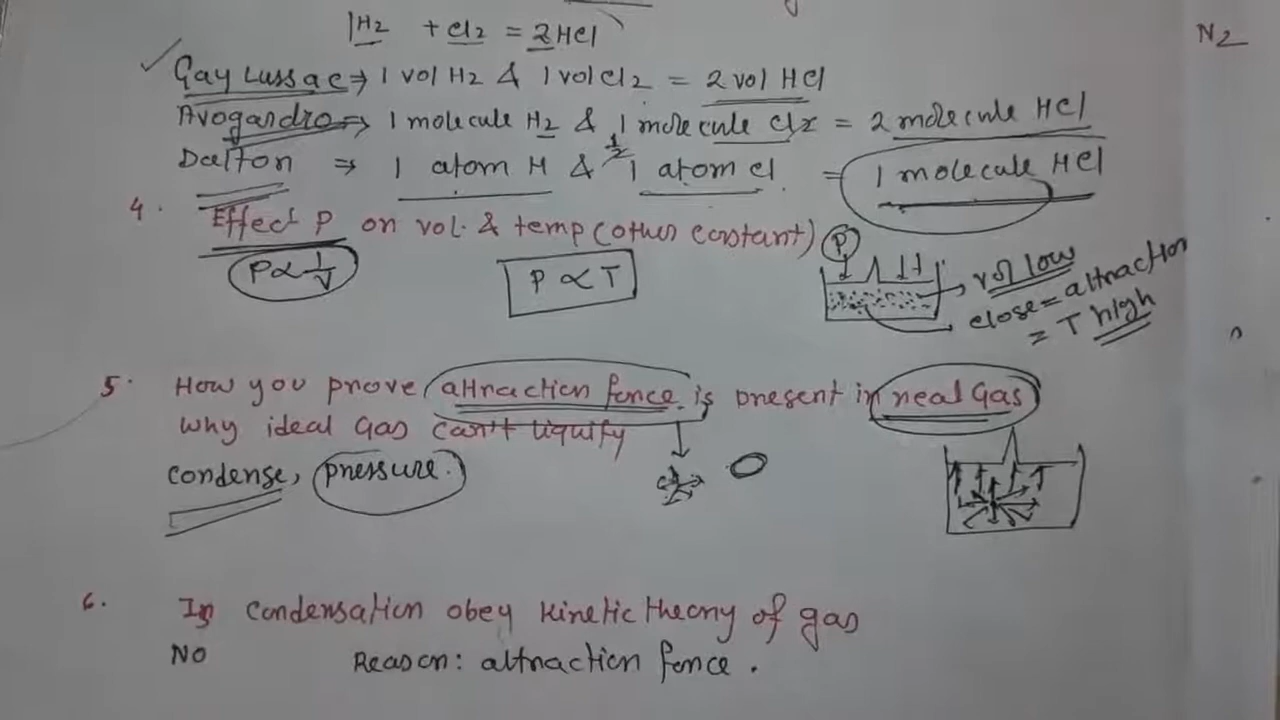 1H2 + Cl2 = 2HCl
N2
Gay Lussac ⇒ 1 vol H2 & 1 vol Cl2 = 2 vol HCl
Avogardro ⇒ 1 molecule H2 & 1 molecule Cl2 = 2 molecule HCl
Dalton ⇒ 1 atom H & 1/2 1 atom Cl = 1 molecule HCl
4. Effect P on vol. & temp (other constant) P
P ∝ 1/V
P ∝ T
vol low
close = attraction
= T high
5. How you prove attraction force is present in real Gas
Why ideal Gas can't liquify
condense, pressure.
6. Is condensation obey kinetic theory of gas
NO Reason: attraction force.